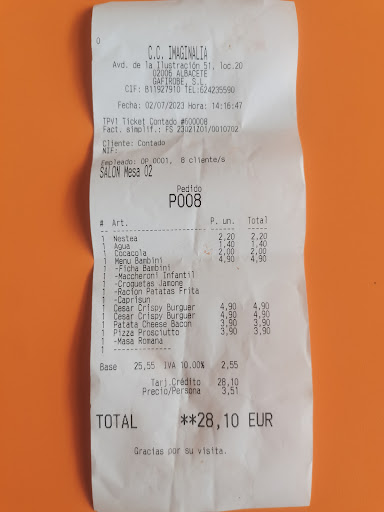 O
C.C. IMAGINALIA
Avd. de la Ilustración 51, loc.20
02006 ALBACETE
GAFIROBE, S.L.
CIF: B11927910 TEL:624235590
Fecha: 02/07/2023 Hora: 14:16:47
TPV1 Ticket Contado #600008
Fact. simplif.: FS 23021701/0010702
Cliente: Contado
NIF:
Empleado: OP 0001, 8 cliente/s
SALON Mesa 02
Pedido
P008
# Art. P. un. Total
1 Nestea 2,20 2,20
1 Agua 1,40 1,40
1 Cocacola 2,00 2,00
1 Menu Bambini 4,90 4,90
1 -Ficha Bambini
1 -Maccheroni Infantil
1 -Croquetas Jamone
1 -Racion Patatas Frita
1 -Caprisun
1 Cesar Crispy Burguer 4,90 4,90
1 Cesar Crispy Burguer 4,90 4,90
1 Patata Cheese Bacon 3,90 3,90
1 Pizza Prosciutto 3,90 3,90
1 -Masa Romana
1 --------------
Base 25,55 IVA 10.00% 2,55
Tarj.Crédito 28,10
Precio/Persona 3,51
TOTAL **28,10 EUR
Gracias por su visita.